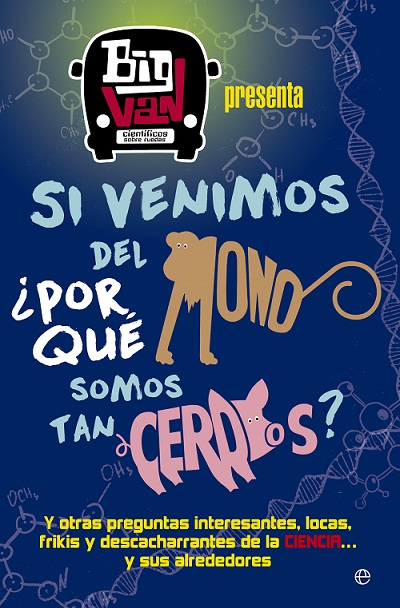 Big
Van
científicos
sobre ruedas
presenta
SI VENIMOS
DEL MONO
¿POR
QUÉ
SOMOS
TAN CERDOS?
Y otras preguntas interesantes, locas,
frikis y descacharrantes de la CIENCIA...
y sus alrededores
e